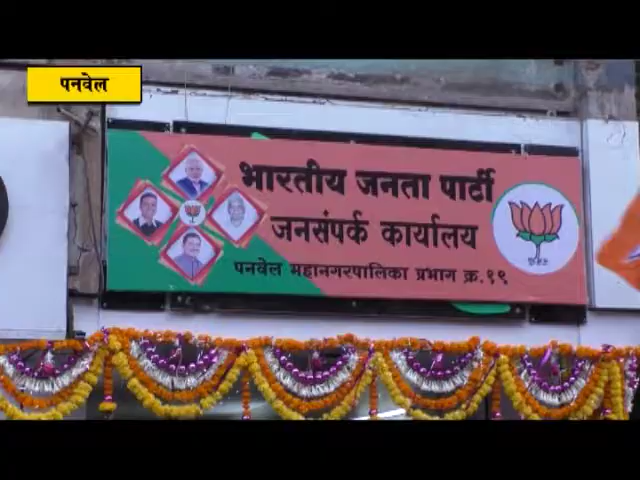 पनवेल
भारतीय जनता पार्टी
जनसंपर्क कार्यालय
पनवेल महानगरपालिका प्रभाग क्र.१९